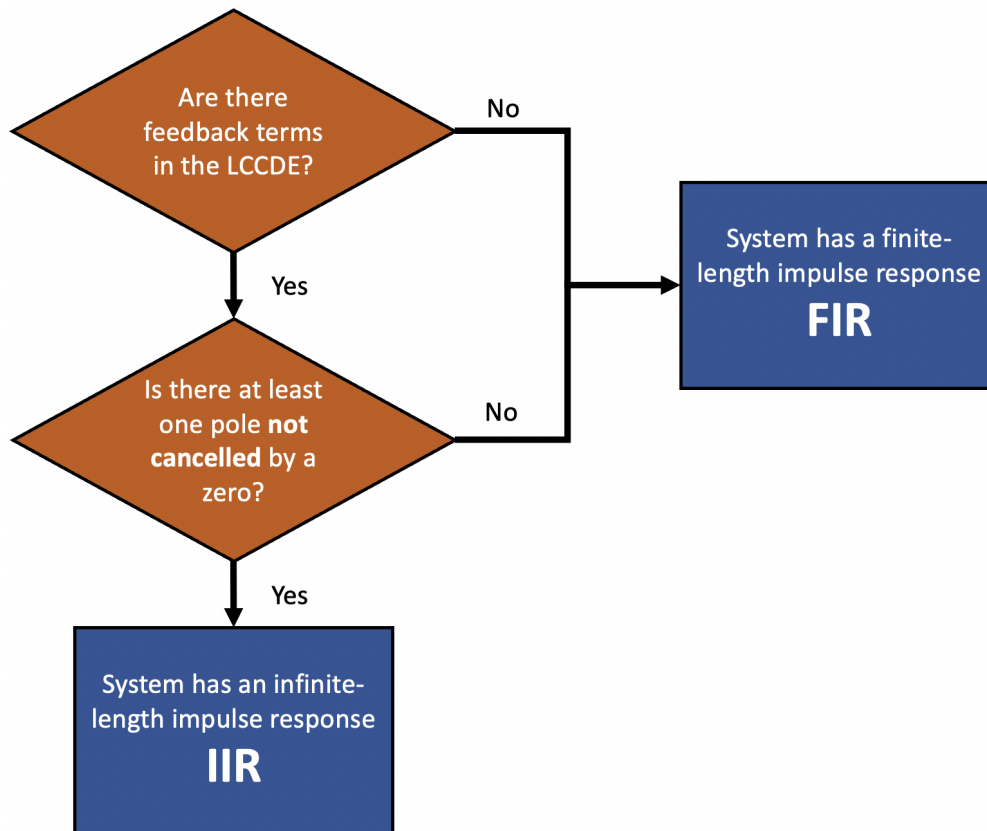 Are there
feedback terms
in the LCCDE?
No
Yes
System has a finite-
length impulse response
FIR
Is there at least
one pole not
cancelled by a
zero?
No
Yes
System has an infinite-
length impulse response
IIR